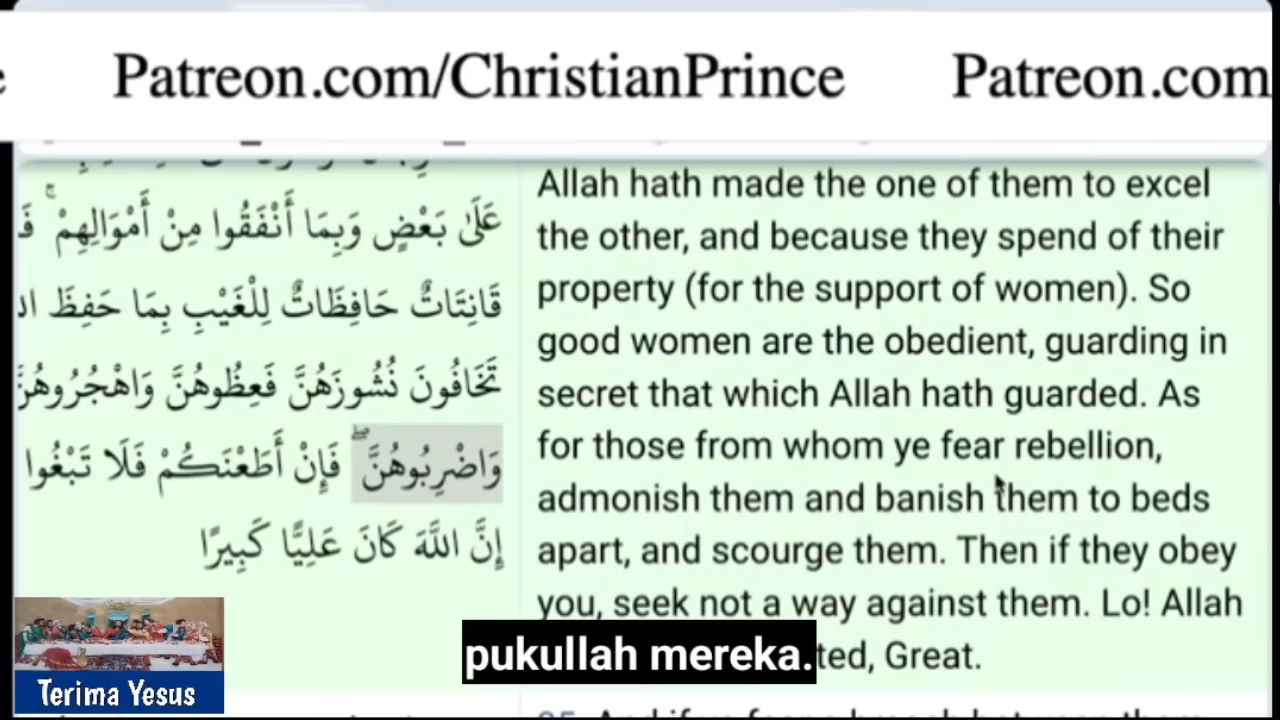 Patreon.com/ChristianPrince Patreon.com
عَلَىٰ بَعْضٍ وَبِمَا أَنْفَقُوا مِنْ أَمْوَالِهِمْ ۚ
قَانِتَاتٌ حَافِظَاتٌ لِلْغَيْبِ بِمَا حَفِظَ
تَخَافُونَ نُشُوزَهُنَّ فَعِظُوهُنَّ وَاهْجُرُوهُنَّ
وَاضْرِبُوهُنَّ ۖ فَإِنْ أَطَعْنَكُمْ فَلَا تَبْغُوا
إِنَّ اللَّهَ كَانَ عَلِيًّا كَبِيرًا
Allah hath made the one of them to excel
the other, and because they spend of their
property (for the support of women). So
good women are the obedient, guarding in
secret that which Allah hath guarded. As
for those from whom ye fear rebellion,
admonish them and banish them to beds
apart, and scourge them. Then if they obey
you, seek not a way against them. Lo! Allah
ted, Great.
pukullah mereka.
Terima Yesus